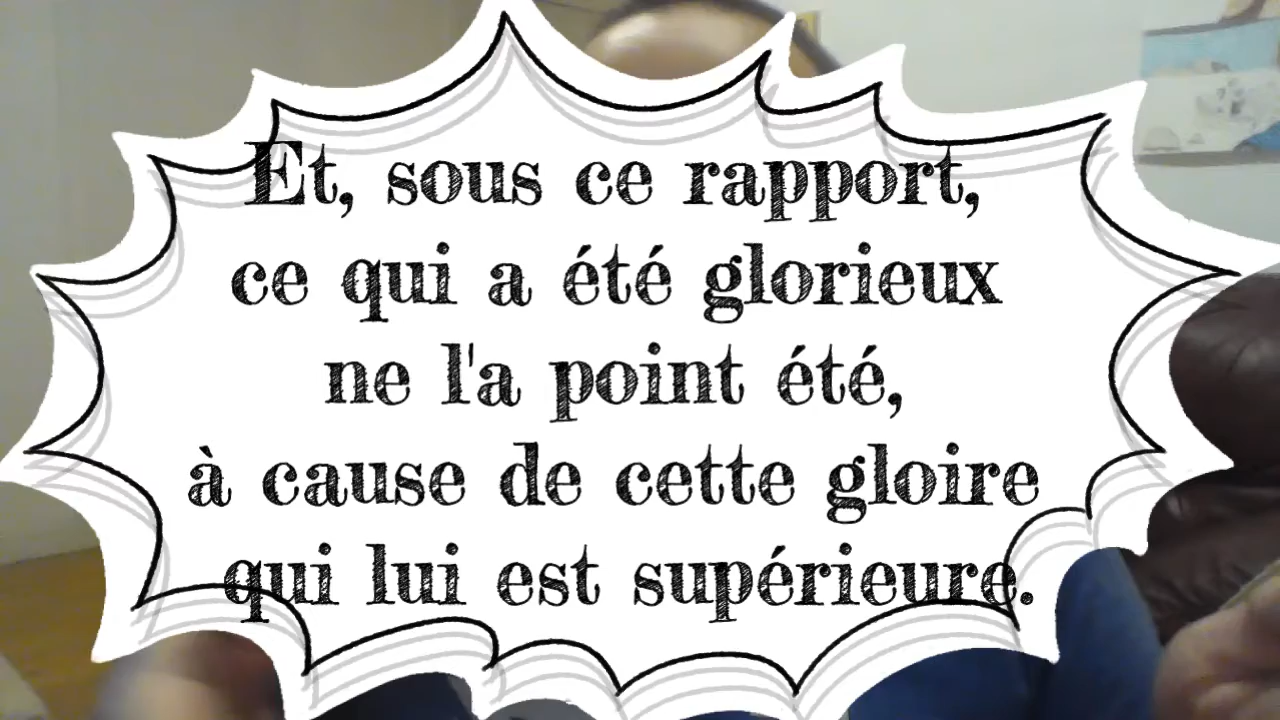 Et, sous ce rapport,
ce qui a été glorieux
ne l'a point été,
à cause de cette gloire
qui lui est supérieure.